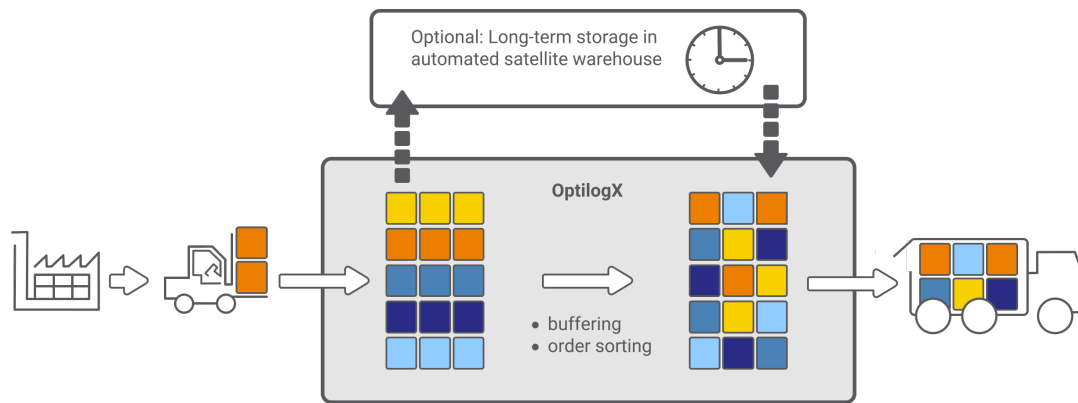 Optional: Long-term storage in
automated satellite warehouse
OptilogX
• buffering
• order sorting